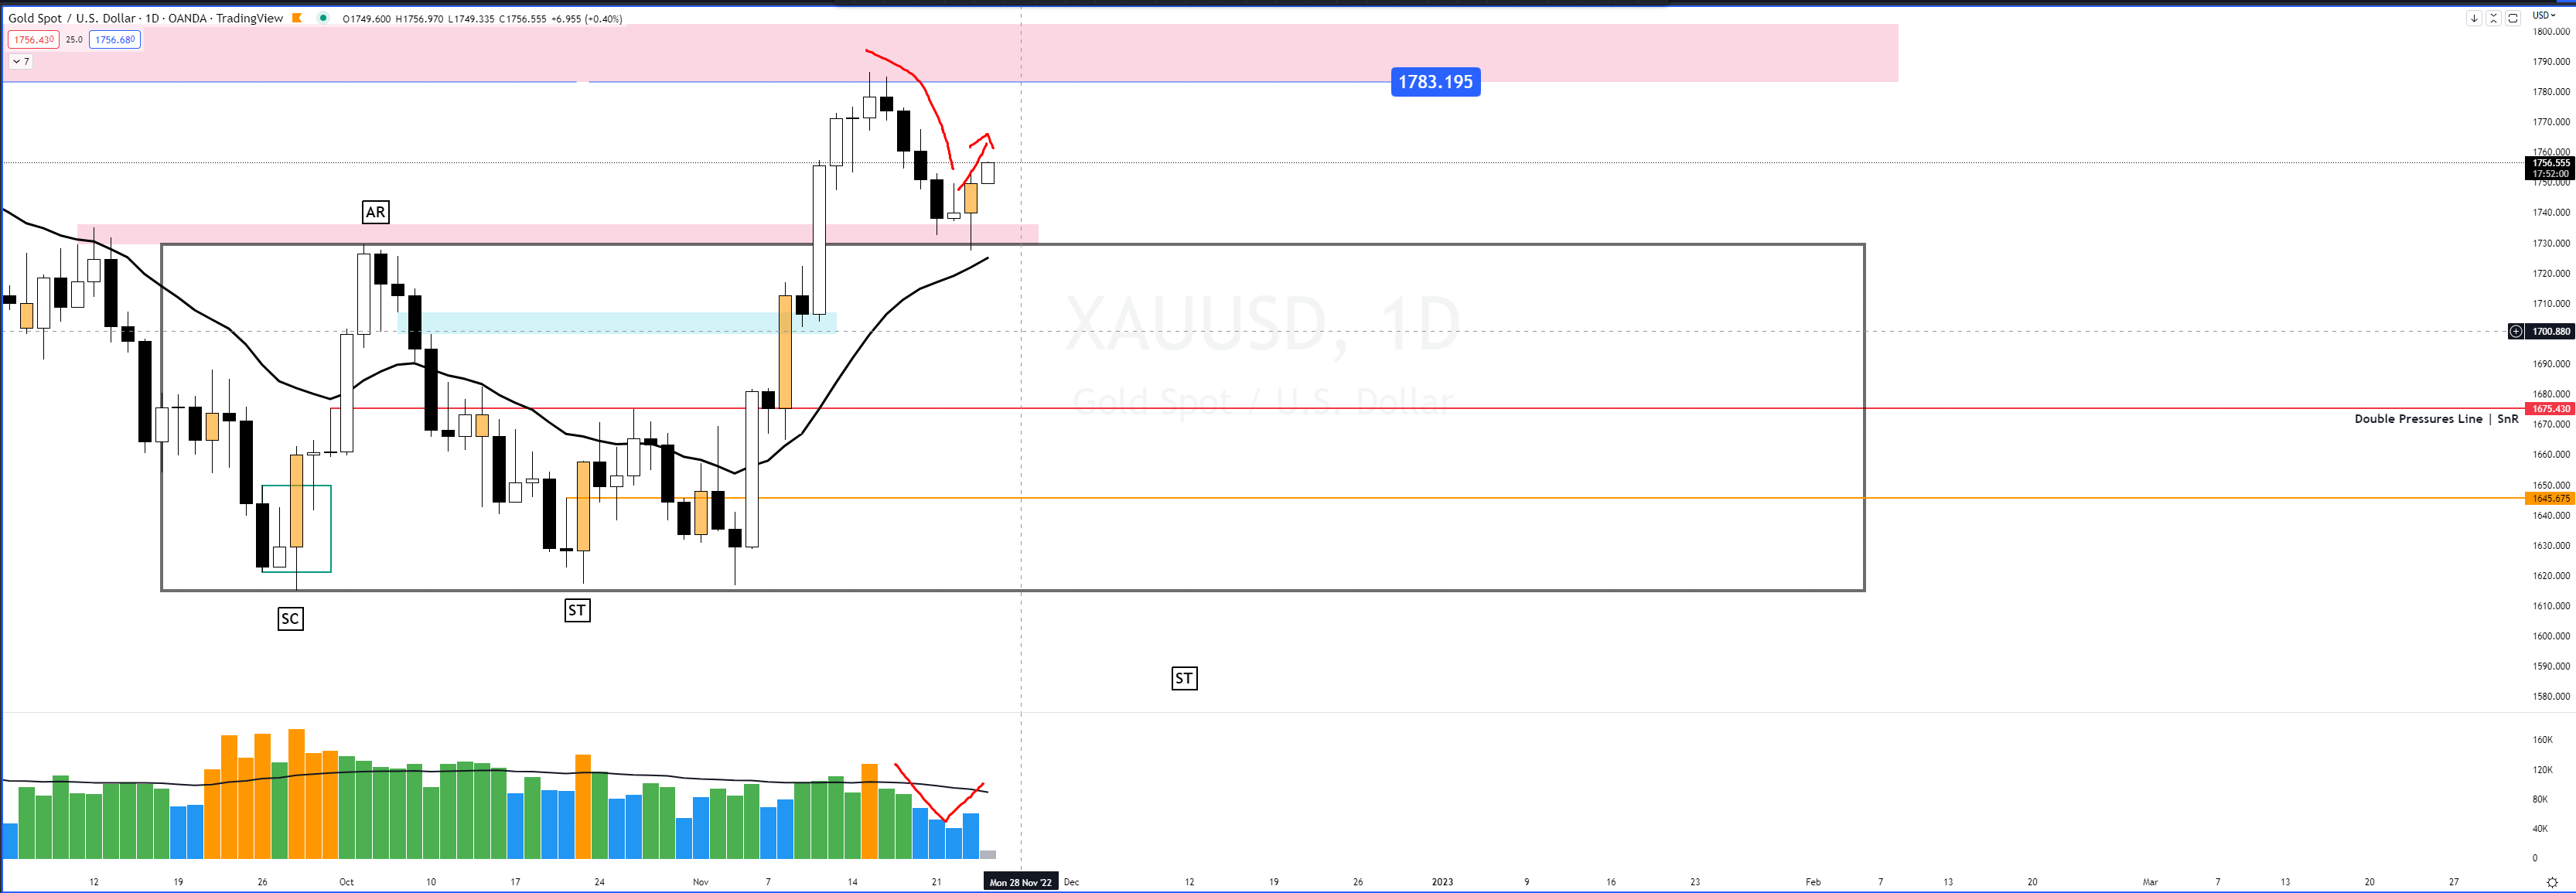 Gold Spot / U.S. Dollar · 1D · OANDA · TradingView O1749.600 H1756.970 L1749.335 C1756.555 +6.955 (+0.40%)
USD
1756.430 25.0 1756.680
7
1800.000
1790.000
1783.195
1780.000
1770.000
1760.000
1756.555
17:52:00
1750.000
AR
1740.000
1730.000
1720.000
1710.000
XAUUSD, 1D
1700.880
1690.000
Gold Spot / U.S. Dollar
1680.000
1675.430
Double Pressures Line | SnR
1670.000
1660.000
1650.000
1645.675
1640.000
1630.000
1620.000
SC
ST
1610.000
1600.000
1590.000
ST
1580.000
160K
120K
80K
40K
0
12 19 26 Oct 10 17 24 Nov 7 14 21 Mon 28 Nov '22 Dec 12 19 26 2023 9 16 23 Feb 7 13 20 Mar 7 13 20 27